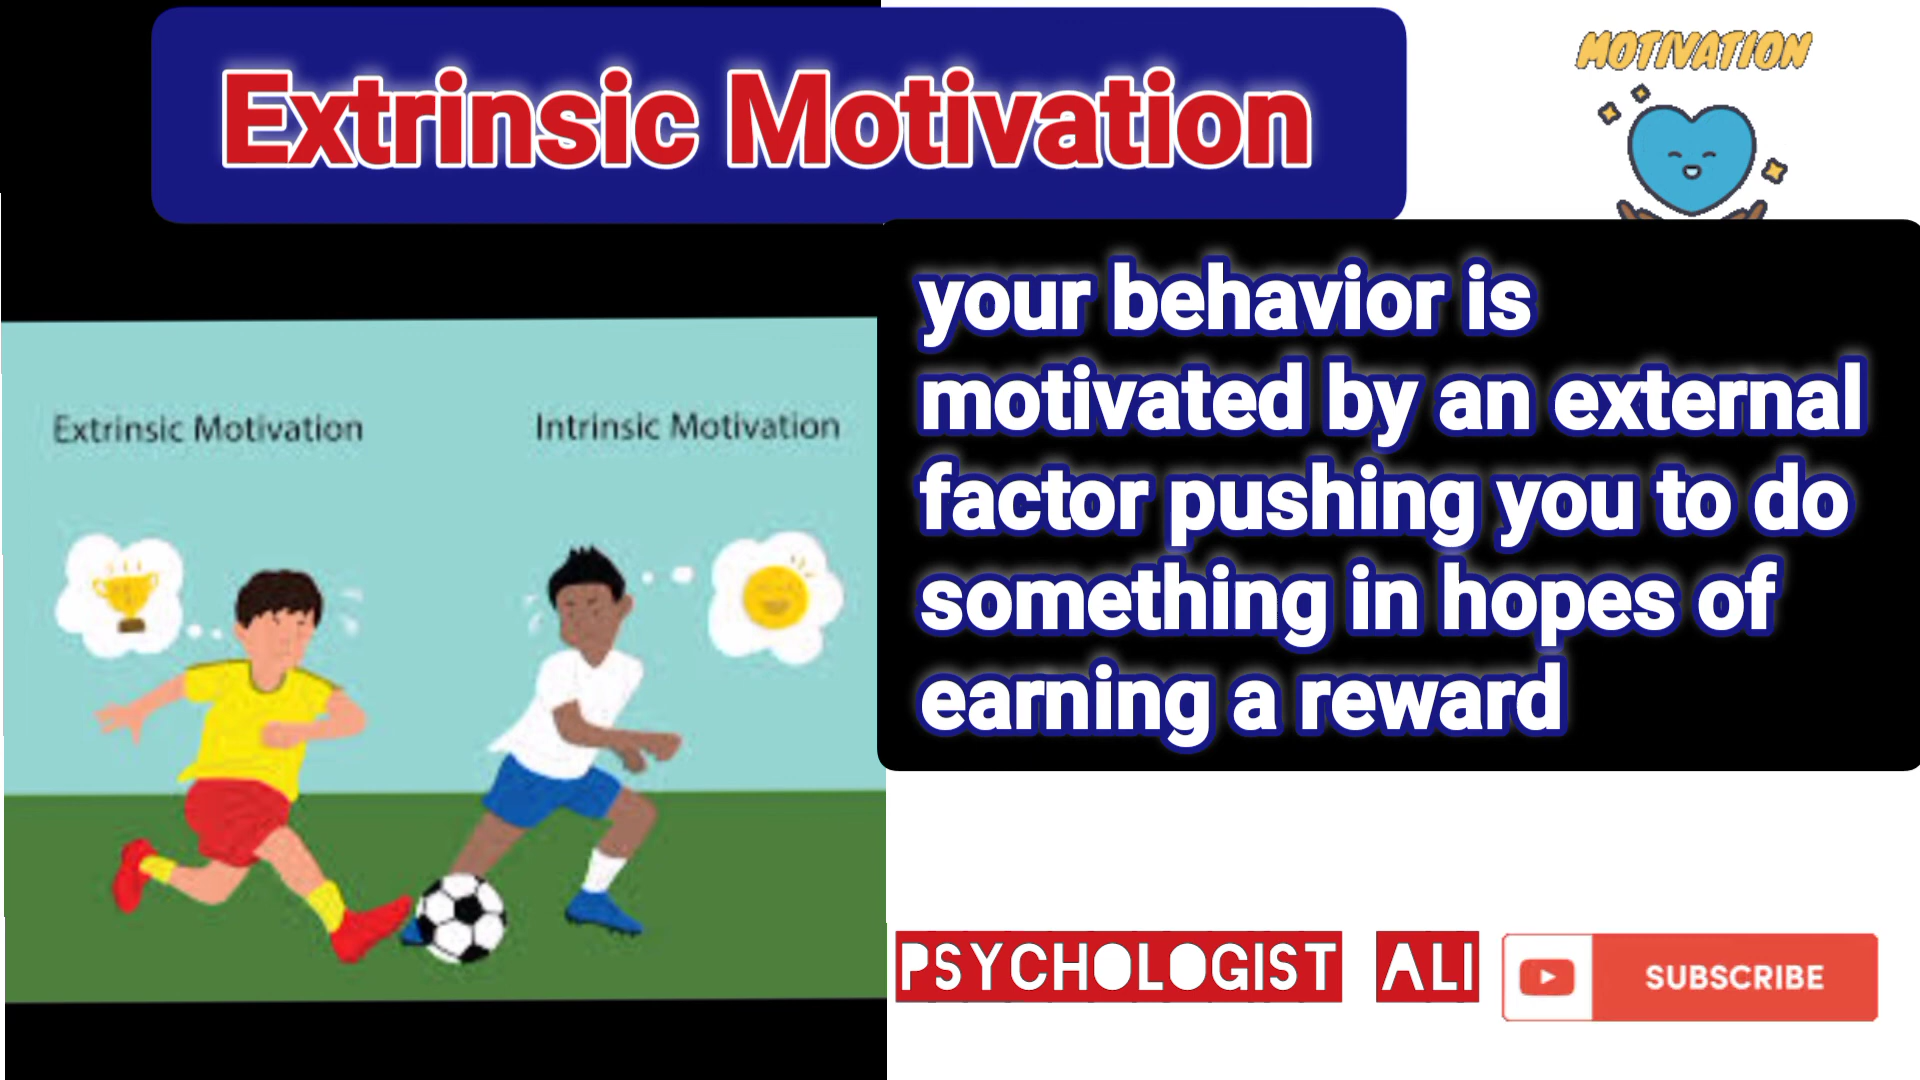 Extrinsic Motivation
MOTIVATION
your behavior is
motivated by an external
factor pushing you to do
something in hopes of
earning a reward
Extrinsic Motivation
Intrinsic Motivation
PSYCHOLOGIST ALI
SUBSCRIBE